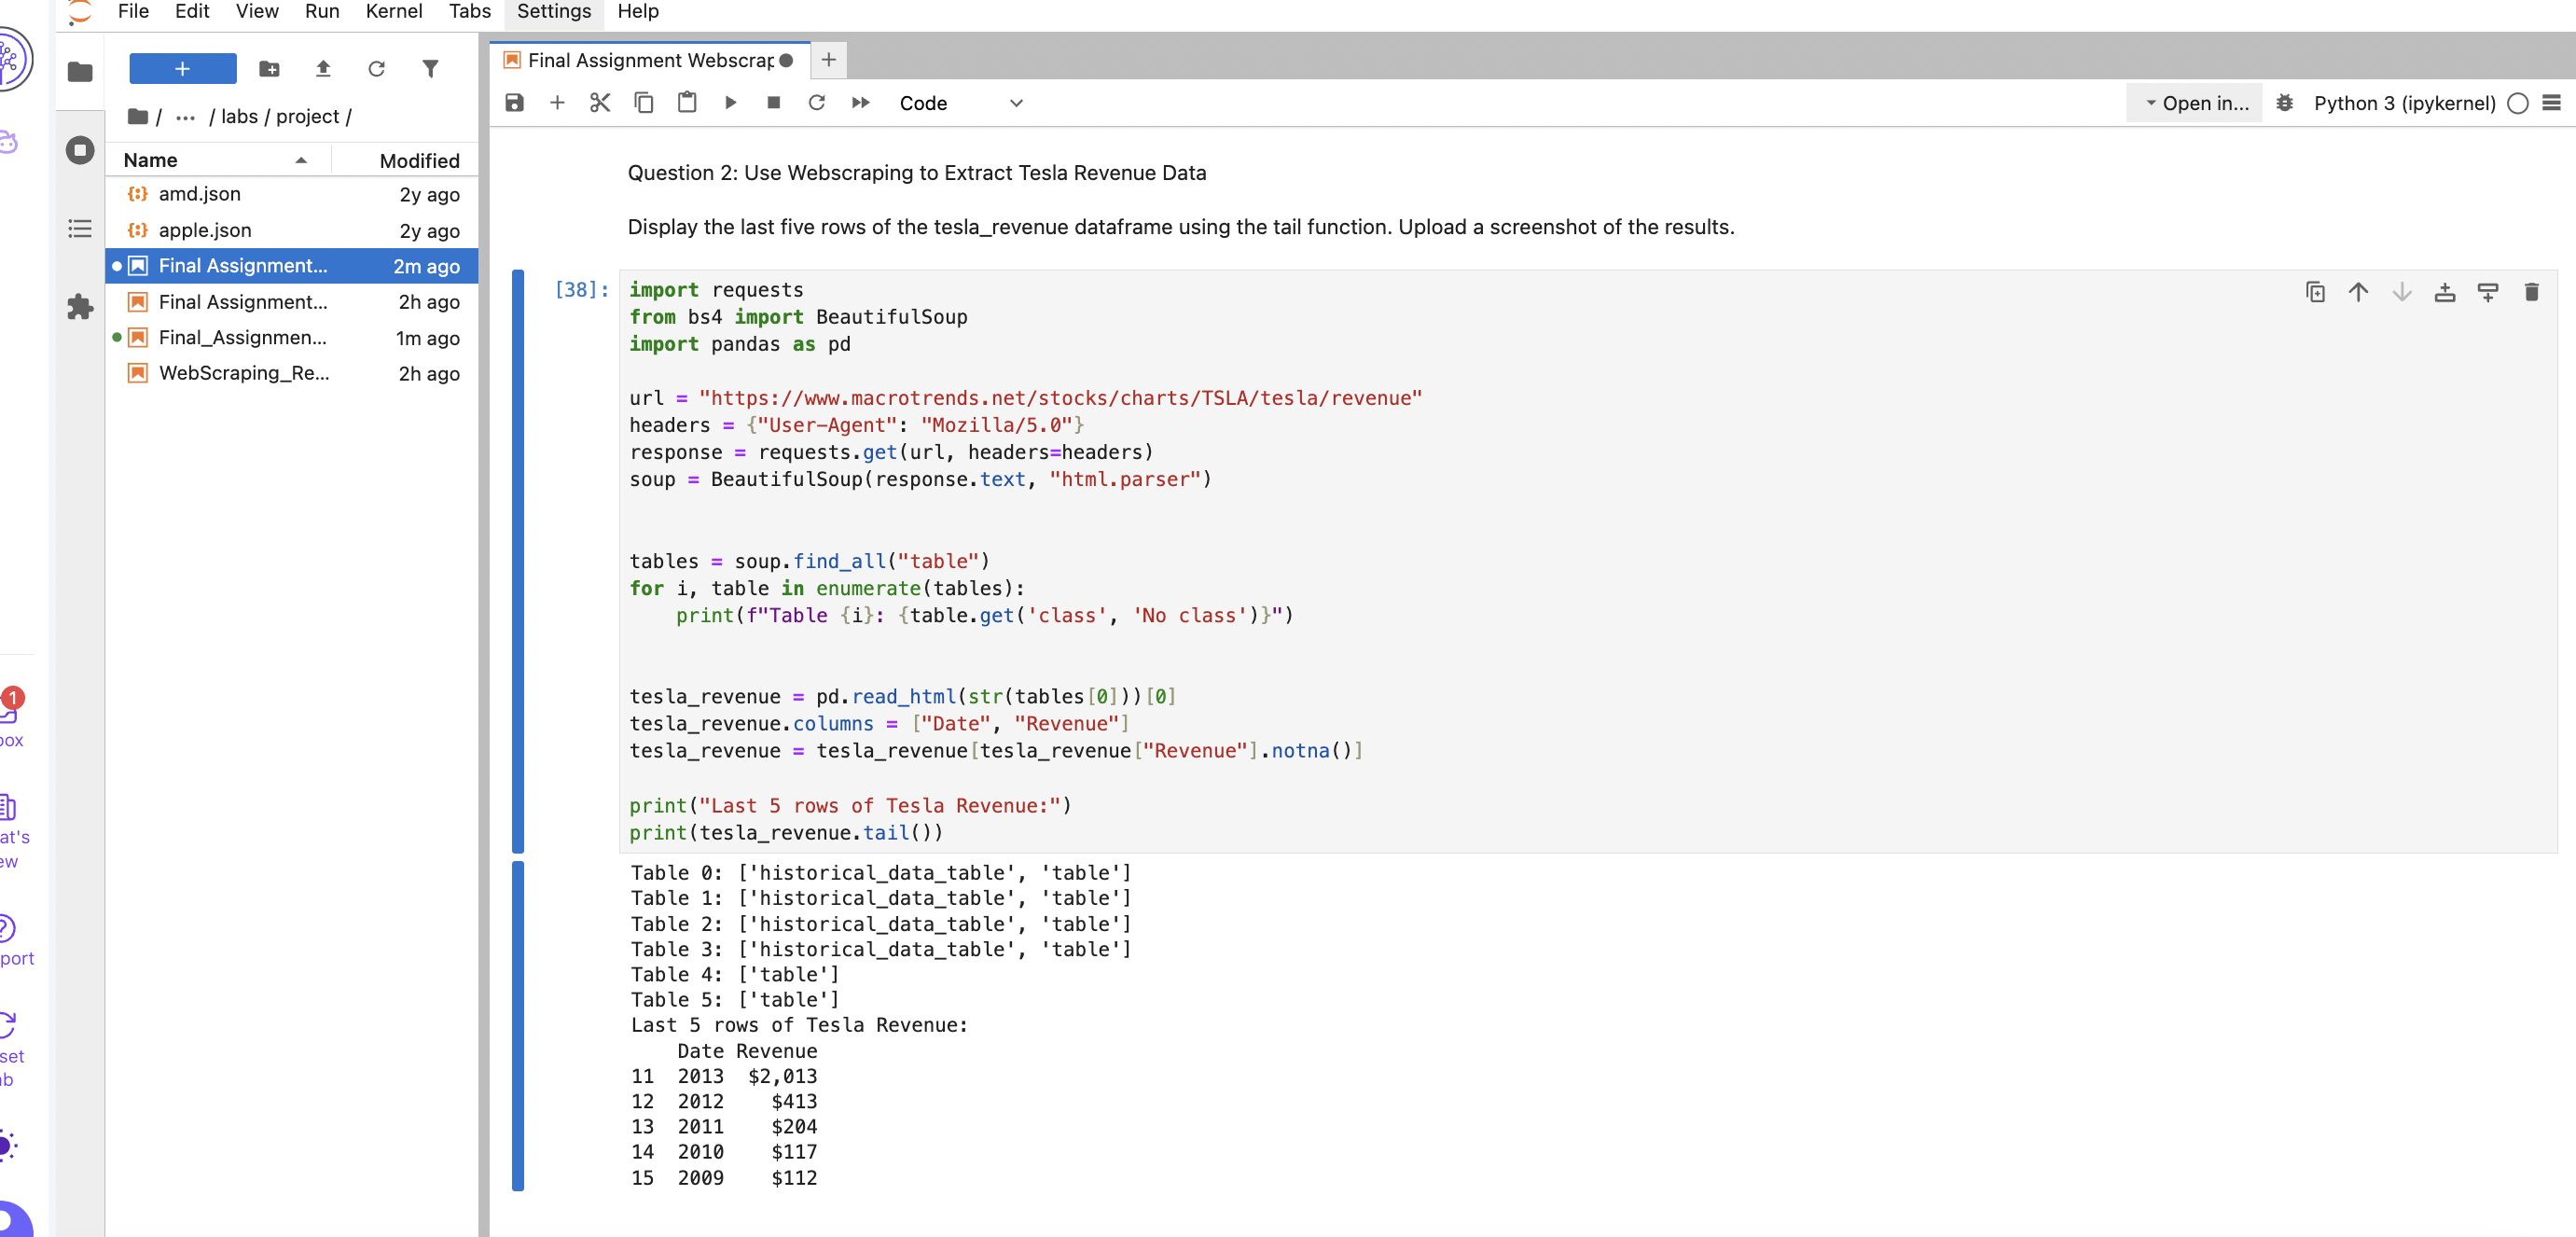 File Edit View Run Kernel Tabs Settings Help
Final Assignment Webscrap
+
Code
Open in...
Python 3 (ipykernel)
/ ... / labs / project /
Name Modified
amd.json 2y ago
apple.json 2y ago
Final Assignment... 2m ago
Final Assignment... 2h ago
Final_Assignmen... 1m ago
WebScraping_Re... 2h ago
1
box
at's
ew
port
set
ab
Question 2: Use Webscraping to Extract Tesla Revenue Data
Display the last five rows of the tesla_revenue dataframe using the tail function. Upload a screenshot of the results.
[38]:
import requests
from bs4 import BeautifulSoup
import pandas as pd
url = "https://www.macrotrends.net/stocks/charts/TSLA/tesla/revenue"
headers = {"User-Agent": "Mozilla/5.0"}
response = requests.get(url, headers=headers)
soup = BeautifulSoup(response.text, "html.parser")
tables = soup.find_all("table")
for i, table in enumerate(tables):
    print(f"Table {i}: {table.get('class', 'No class')}")
tesla_revenue = pd.read_html(str(tables[0]))[0]
tesla_revenue.columns = ["Date", "Revenue"]
tesla_revenue = tesla_revenue[tesla_revenue["Revenue"].notna()]
print("Last 5 rows of Tesla Revenue:")
print(tesla_revenue.tail())
Table 0: ['historical_data_table', 'table']
Table 1: ['historical_data_table', 'table']
Table 2: ['historical_data_table', 'table']
Table 3: ['historical_data_table', 'table']
Table 4: ['table']
Table 5: ['table']
Last 5 rows of Tesla Revenue:
    Date Revenue
11  2013  $2,013
12  2012    $413
13  2011    $204
14  2010    $117
15  2009    $112